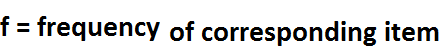 f = frequency of corresponding item